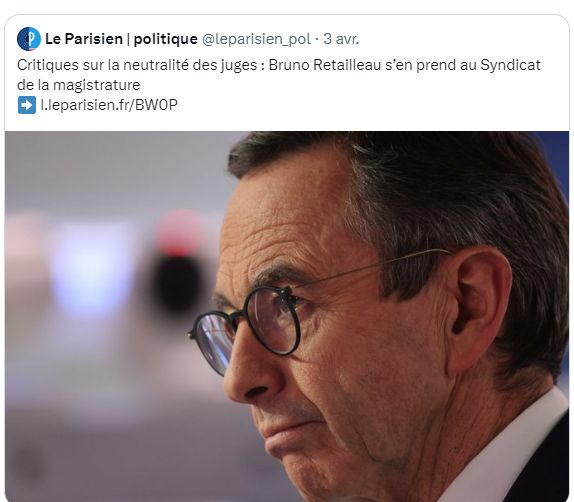 Le Parisien | politique @leparisien_pol · 3 avr.
Critiques sur la neutralité des juges : Bruno Retailleau s’en prend au Syndicat
de la magistrature
➡️ l.leparisien.fr/BW0P